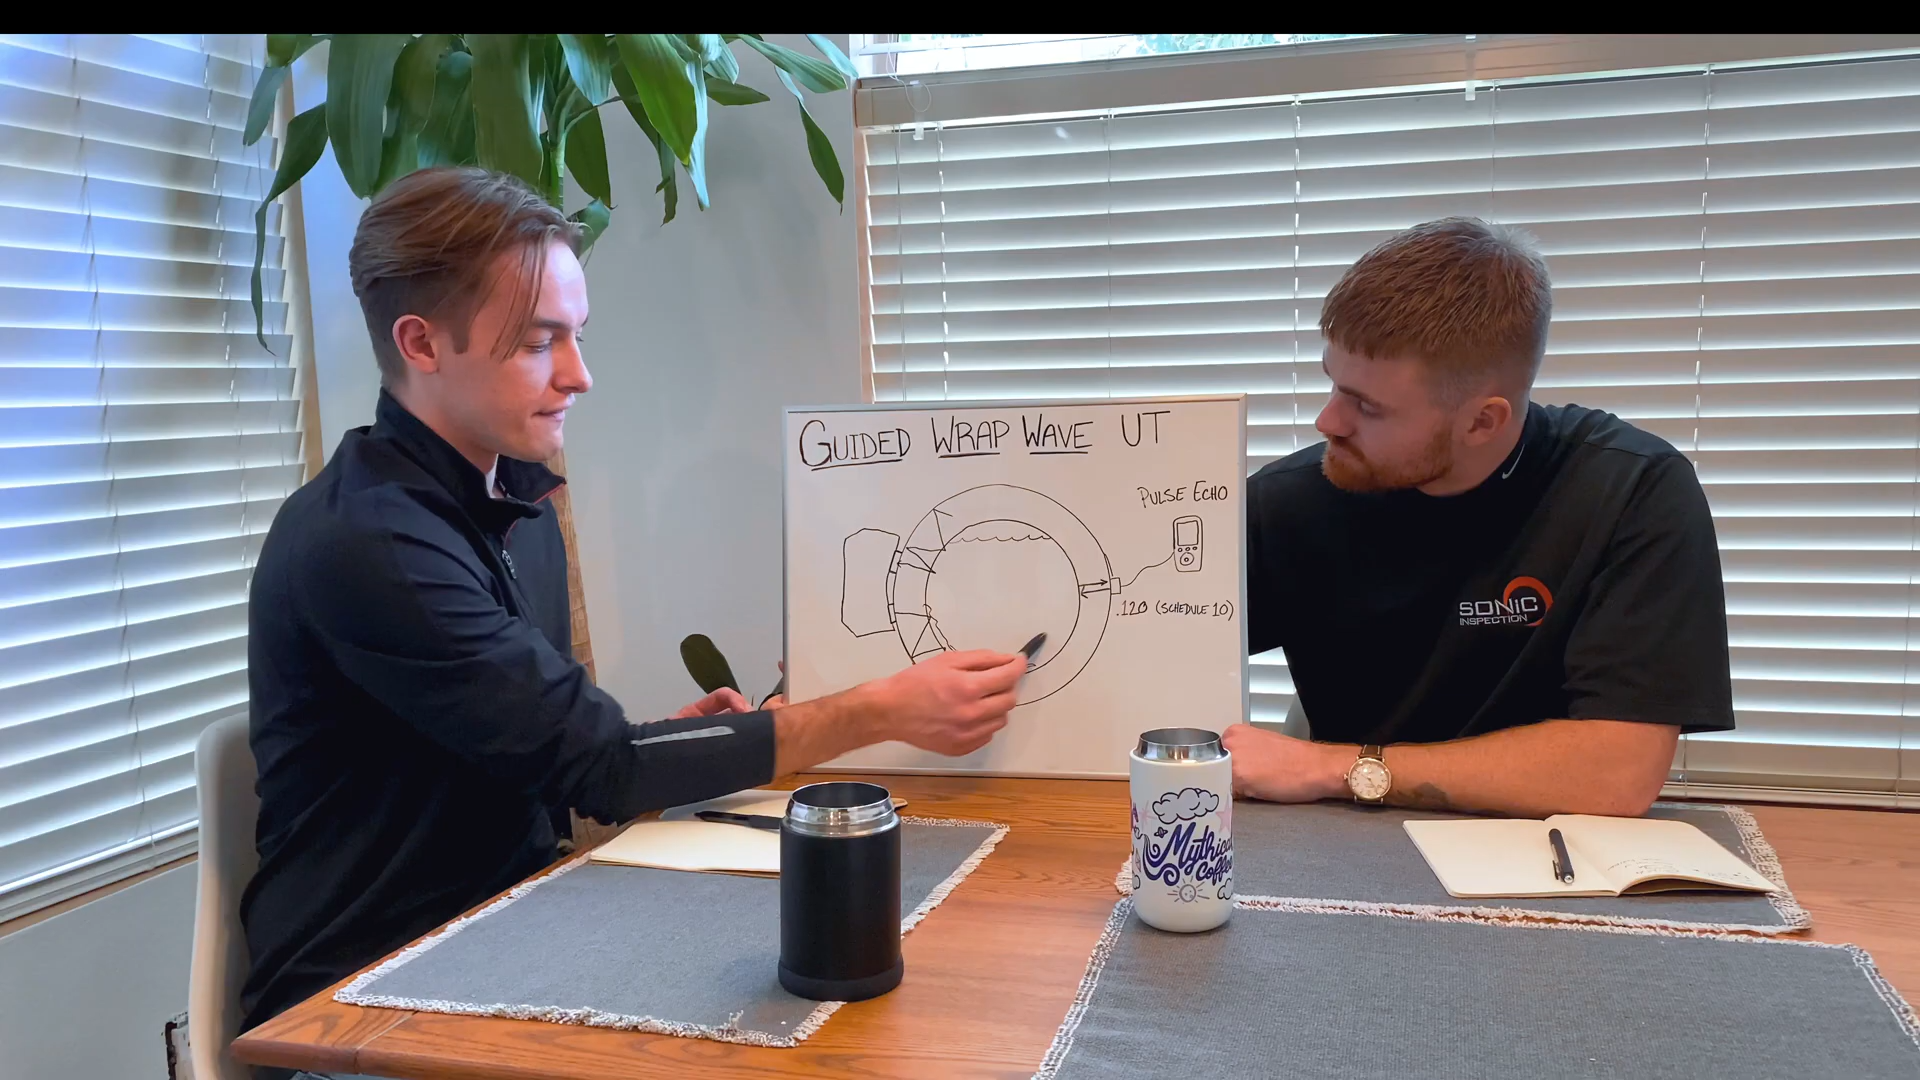 GUIDED WRAP WAVE UT
PULSE ECHO
.120 (SCHEDULE 10)
SONIC
INSPECTION
Mythical
Coffee